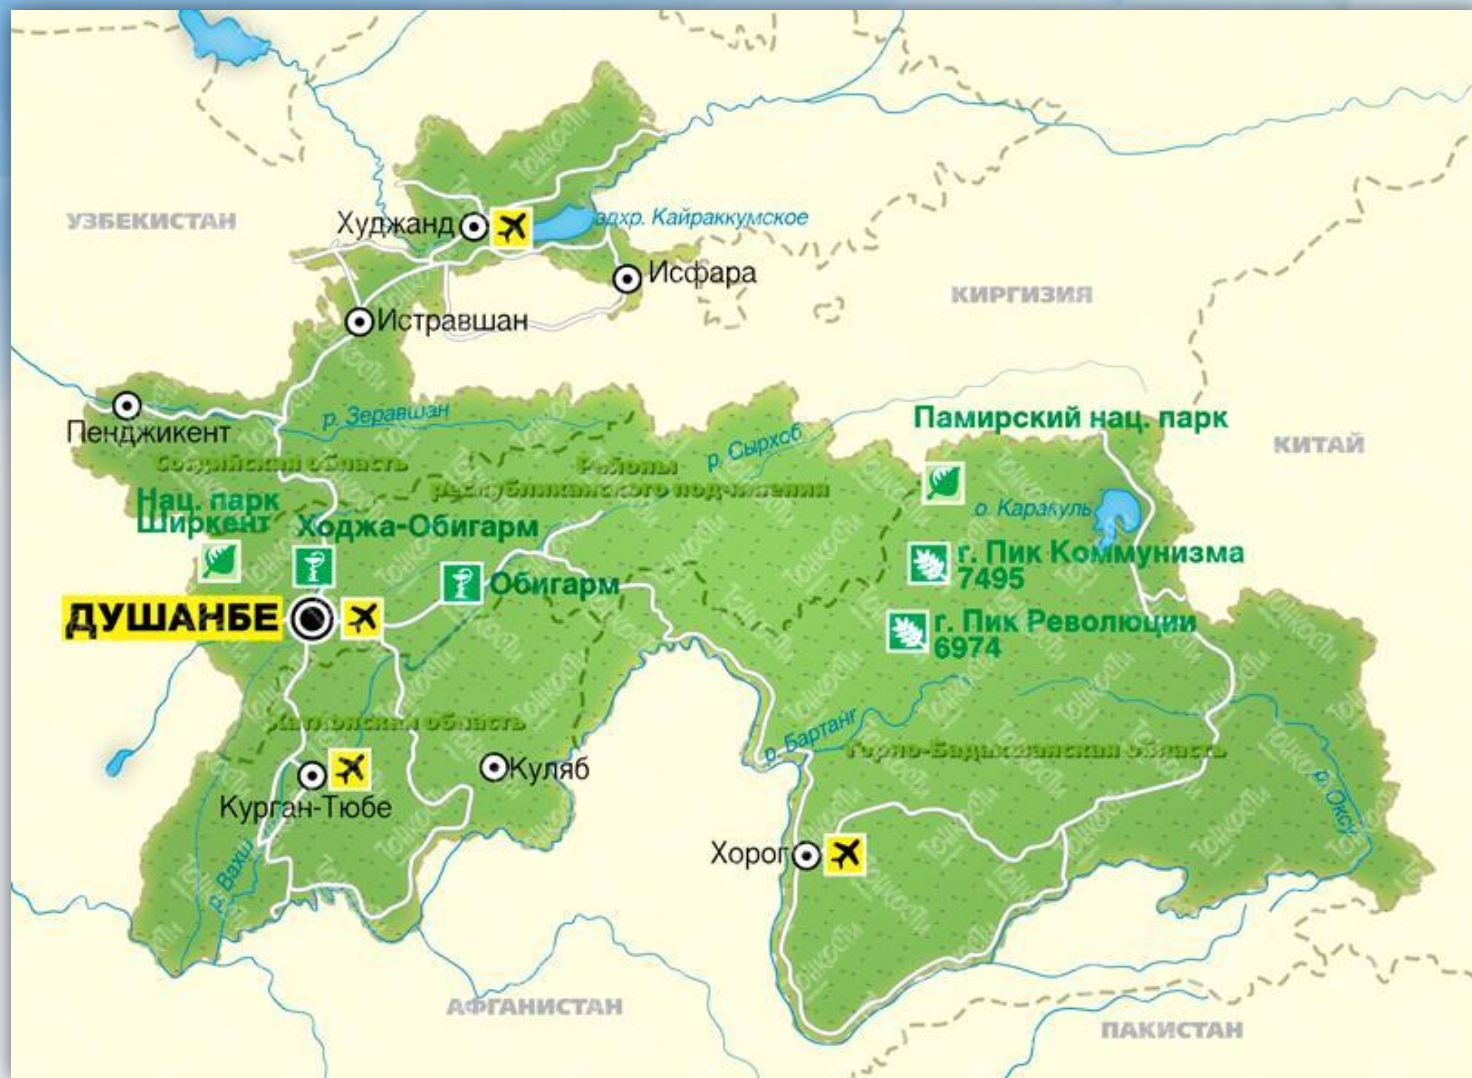 УЗБЕКИСТАН
Худжанд
вдхр. Кайраккумское
Исфара
КИРГИЗИЯ
Истравшан
Пенджикент
р. Зеравшан
р. Сырхоб
Памирский нац. парк
КИТАЙ
Согдийская область
Районы
республиканского подчинения
Нац. парк
Ширкент
Ходжа-Обигарм
о. Каракуль
г. Пик Коммунизма
7495
Обигарм
ДУШАНБЕ
г. Пик Революции
6974
Хатлонская область
р. Бартанг
Горно-Бадахшанская область
Куляб
Курган-Тюбе
р. Оксу
Хорог
р. Вахш
АФГАНИСТАН
ПАКИСТАН
Тонкости